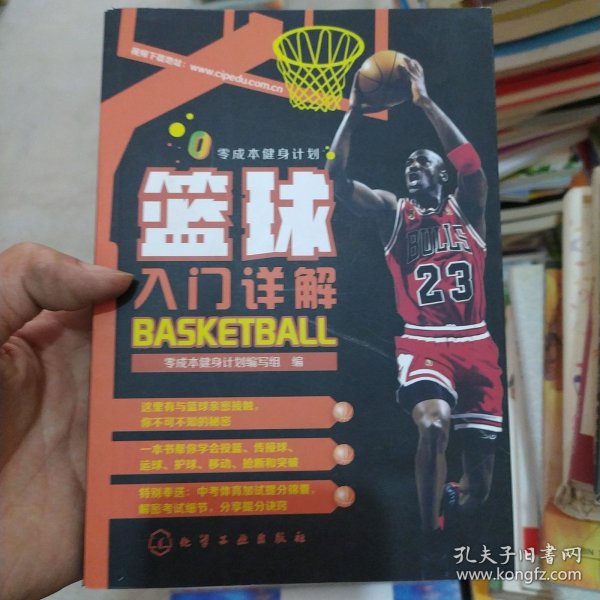 视频下载地址：www.cipedu.com.cn
零成本健身计划
篮球
入门详解
BASKETBALL
零成本健身计划编写组 编
这里有与篮球亲密接触，
你不可不知的秘密
一本书帮你学会投篮、传接球、
运球、护球、移动、抢断和突破
特别奉送：中考体育加试提分锦囊，
解密考试细节，分享提分诀窍
化学工业出版社
BULLS
23
孔夫子旧书网
www.kongfz.com